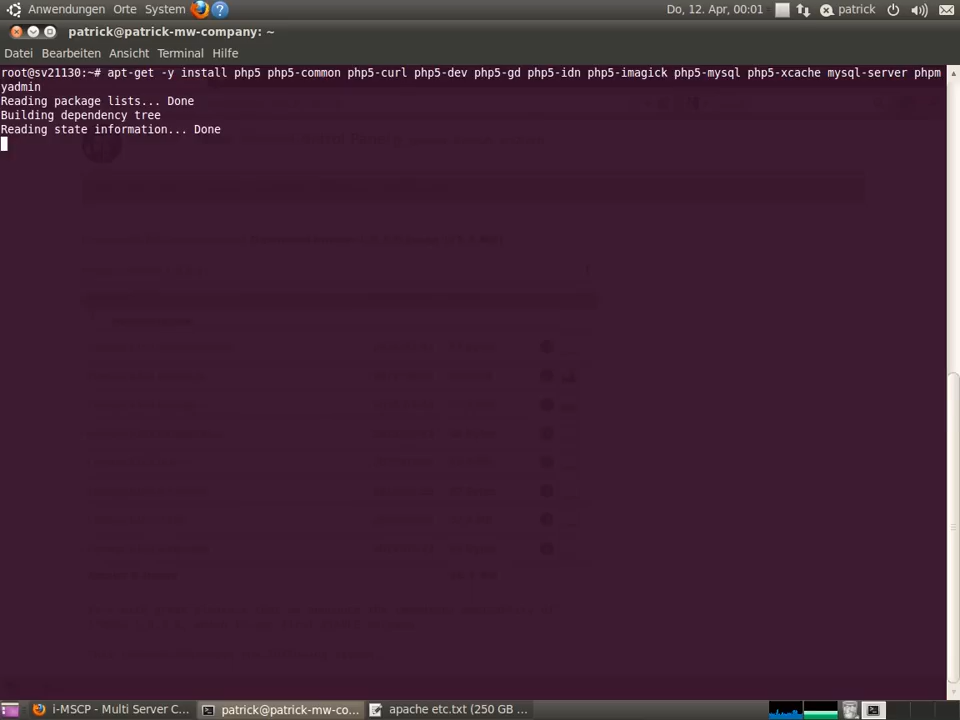 Anwendungen Orte System Do, 12. Apr, 00:01 patrick
patrick@patrick-mw-company: ~
Datei Bearbeiten Ansicht Terminal Hilfe
root@sv21130:~# apt-get -y install php5 php5-common php5-curl php5-dev php5-gd php5-idn php5-imagick php5-mysql php5-xcache mysql-server phpm
yadmin
Reading package lists... Done
Building dependency tree
Reading state information... Done
i-MSCP - Multi Server C... patrick@patrick-mw-co... apache etc.txt (250 GB ...